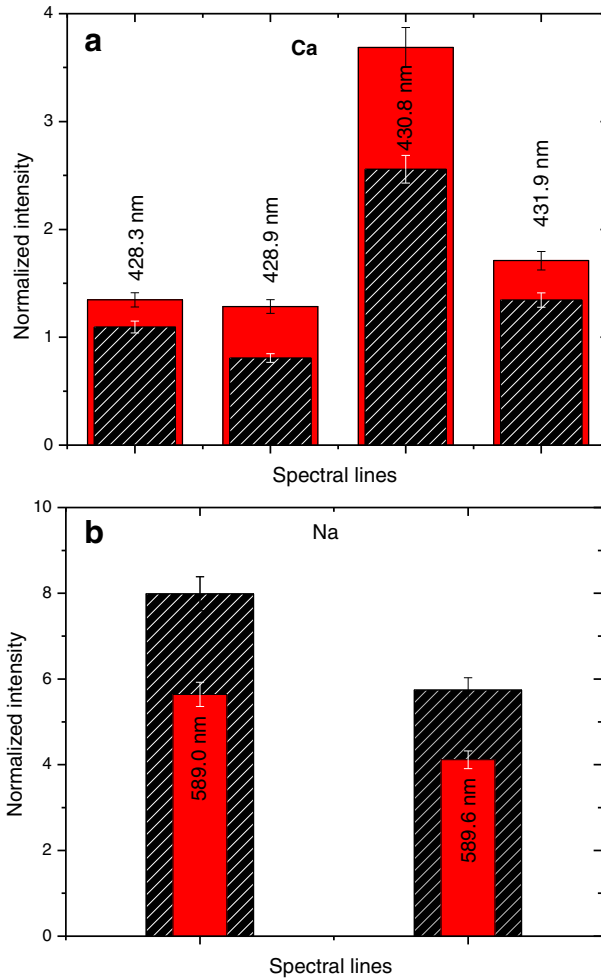 a
Ca
4
3
2
1
0
Normalized intensity
428.3 nm
428.9 nm
430.8 nm
431.9 nm
Spectral lines
b
Na
10
8
6
4
2
0
Normalized intensity
589.0 nm
589.6 nm
Spectral lines